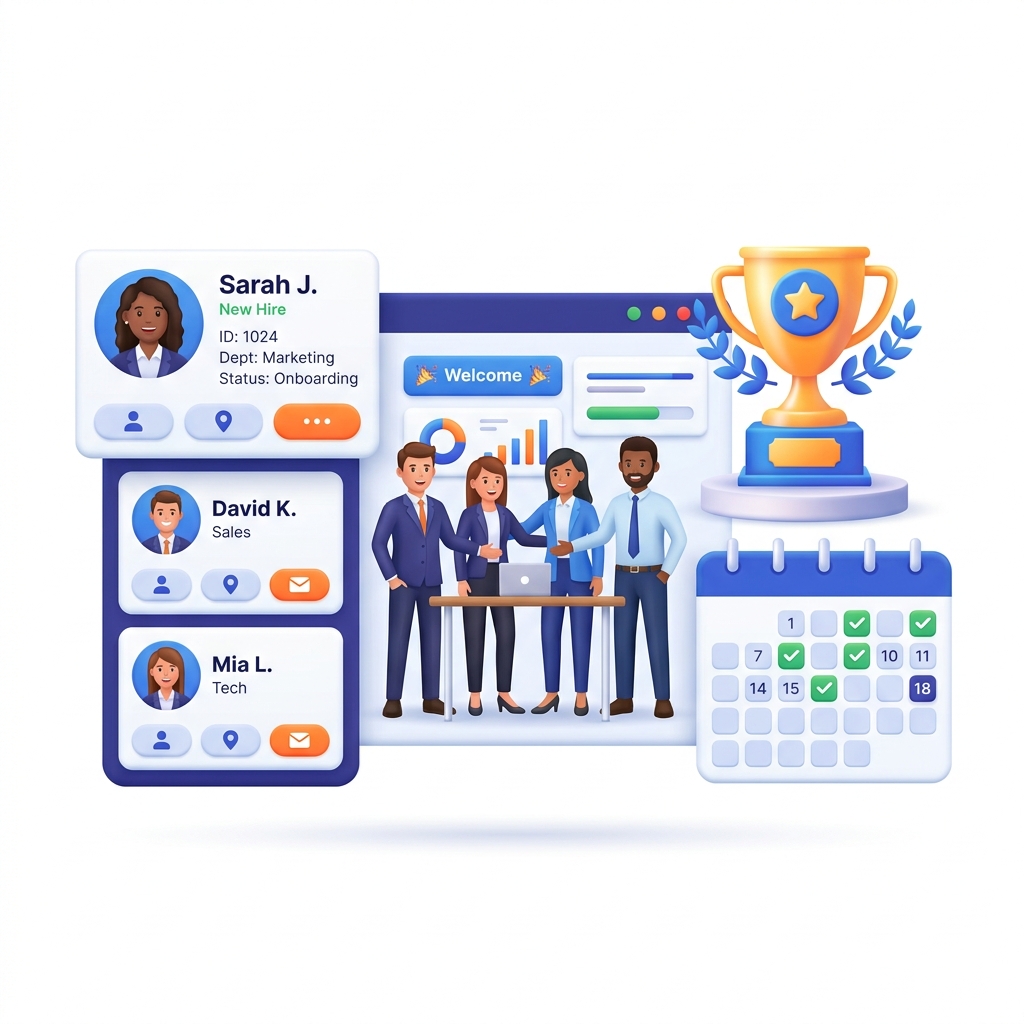 Sarah J.
New Hire
ID: 1024
Dept: Marketing
Status: Onboarding
David K.
Sales
Mia L.
Tech
Welcome
1
7 10 11
14 15 18